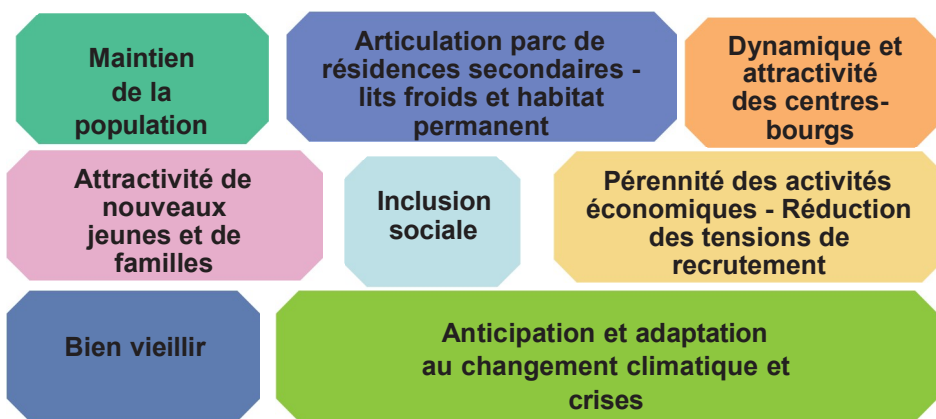 Maintien
de la
population
Articulation parc de
résidences secondaires -
lits froids et habitat
permanent
Dynamique et
attractivité
des centres-
bourgs
Attractivité de
nouveaux
jeunes et de
familles
Inclusion
sociale
Pérennité des activités
économiques - Réduction
des tensions de
recrutement
Bien vieillir
Anticipation et adaptation
au changement climatique et
crises